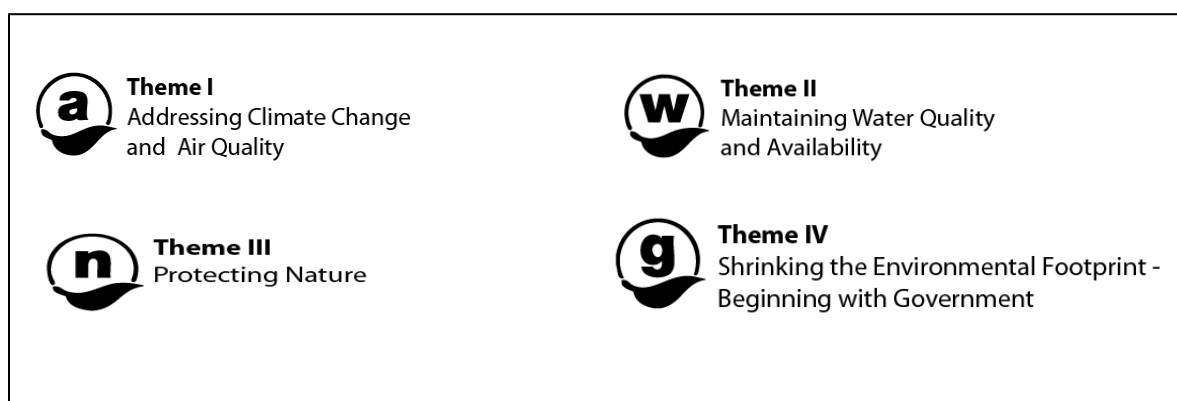 a
Theme I
Addressing Climate Change
and Air Quality
w
Theme II
Maintaining Water Quality
and Availability
n
Theme III
Protecting Nature
g
Theme IV
Shrinking the Environmental Footprint -
Beginning with Government